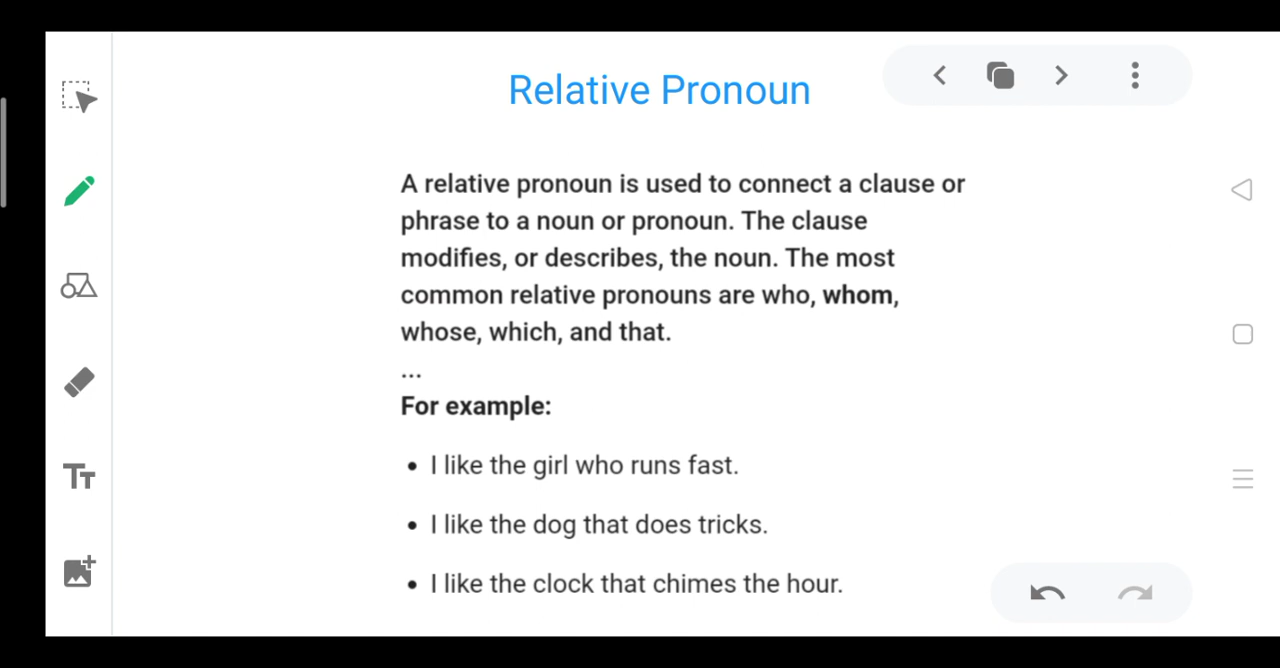 Relative Pronoun
A relative pronoun is used to connect a clause or
phrase to a noun or pronoun. The clause
modifies, or describes, the noun. The most
common relative pronouns are who, whom,
whose, which, and that.
...
For example:
• I like the girl who runs fast.
• I like the dog that does tricks.
• I like the clock that chimes the hour.
TT